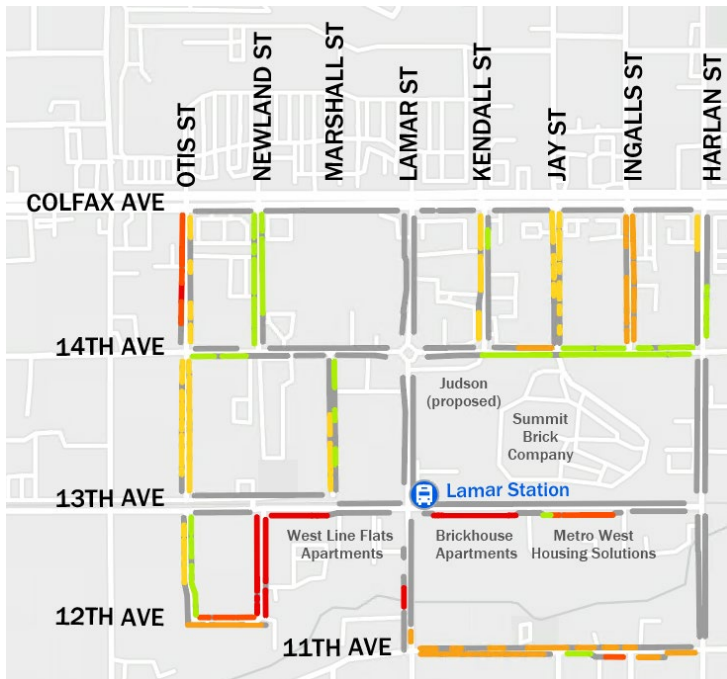 OTIS ST
NEWLAND ST
MARSHALL ST
LAMAR ST
KENDALL ST
JAY ST
INGALLS ST
HARLAN ST
COLFAX AVE
14TH AVE
Judson
(proposed)
Summit
Brick
Company
13TH AVE
Lamar Station
West Line Flats
Apartments
Brickhouse
Apartments
Metro West
Housing Solutions
12TH AVE
11TH AVE